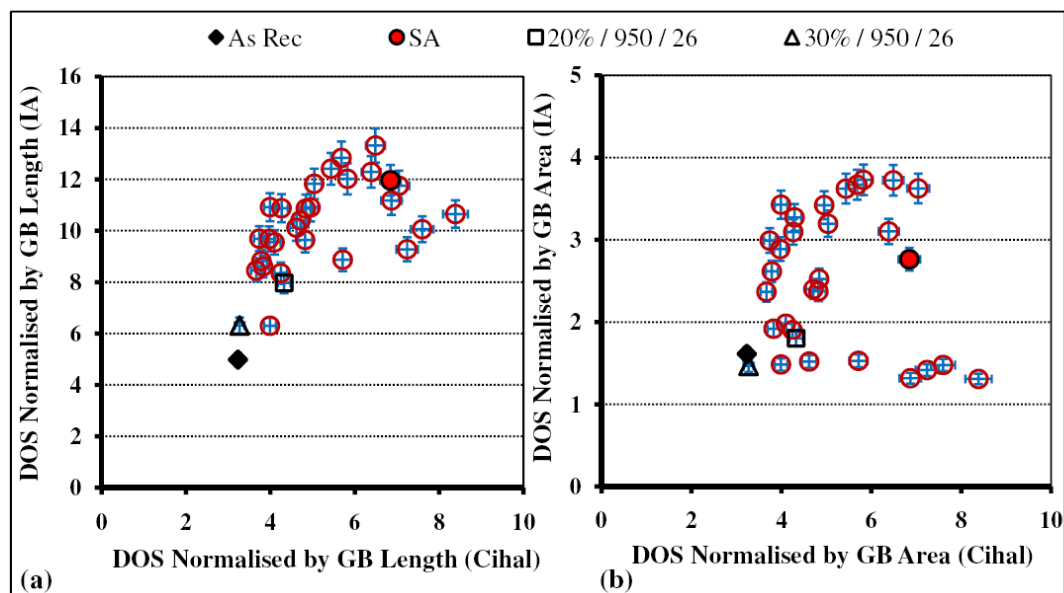 As Rec SA 20% / 950 / 26 30% / 950 / 26
DOS Normalised by GB Length (IA)
16
14
12
10
8
6
4
2
0
0 2 4 6 8 10
DOS Normalised by GB Length (Cihal)
(a)
DOS Normalised by GB Area (IA)
5
4
3
2
1
0
0 2 4 6 8 10
DOS Normalised by GB Area (Cihal)
(b)